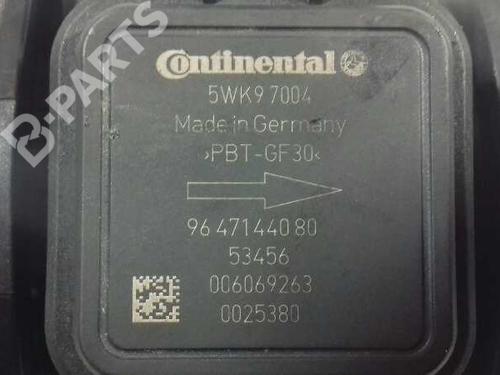 Continental
5WK9 7004
Made in Germany
>PBT-GF30<
96 471440 80
53456
006069263
0025380
B-PARTS